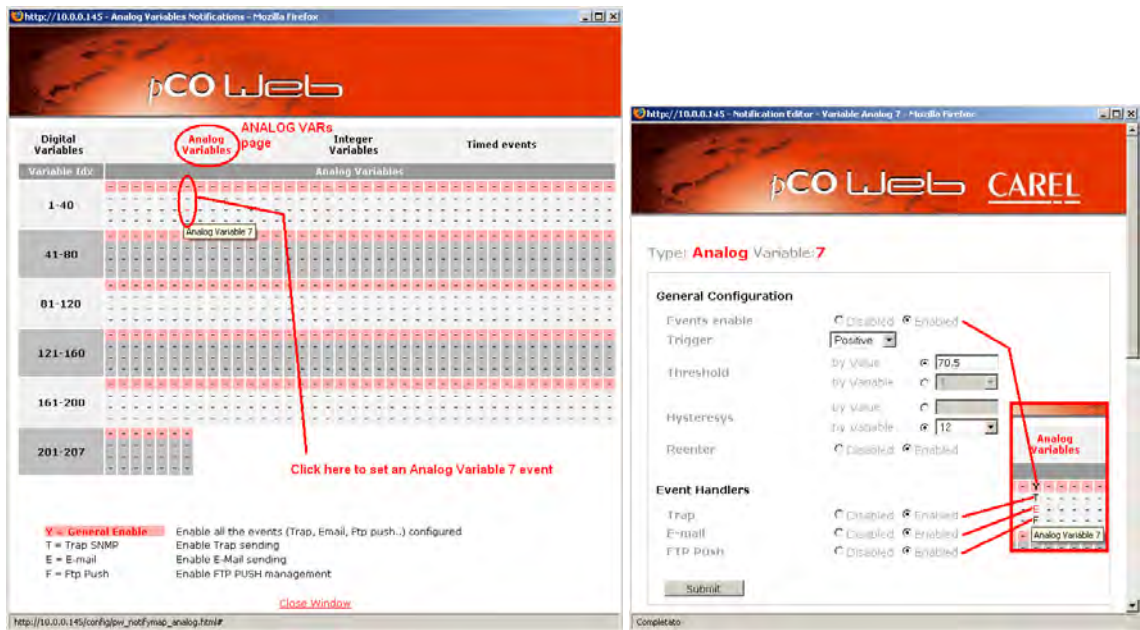 http://10.0.0.145 - Analog Variables Notifications - Mozilla Firefox
pCO Web
Digital Variables
Analog Variables
ANALOG VARs page
Integer Variables
Timed events
Variable Idx
Analog Variables
1-40
Analog Variable 7
41-80
81-120
121-160
161-200
201-207
Click here to set an Analog Variable 7 event
Y = General Enable Enable all the events (Trap, Email, Ftp push..) configured
T = Trap SNMP Enable Trap sending
E = E-mail Enable E-Mail sending
F = Ftp Push Enable FTP PUSH management
Close Window
http://10.0.0.145/config/pw_notifymap_analog.html#
http://10.0.0.145 - Notification Editor - Variable Analog 7 - Mozilla Firefox
pCO Web CAREL
Type: Analog Variable:7
General Configuration
Events enable Disabled Enabled
Trigger Positive
Threshold
by Value 70.5
by Variable 1
Hysteresys
by Value
by Variable 12
Reenter Disabled Enabled
Event Handlers
Trap Disabled Enabled
E-mail Disabled Enabled
FTP Push Disabled Enabled
Submit
Analog Variables
Y
T
E
F
Analog Variable 7
Completato